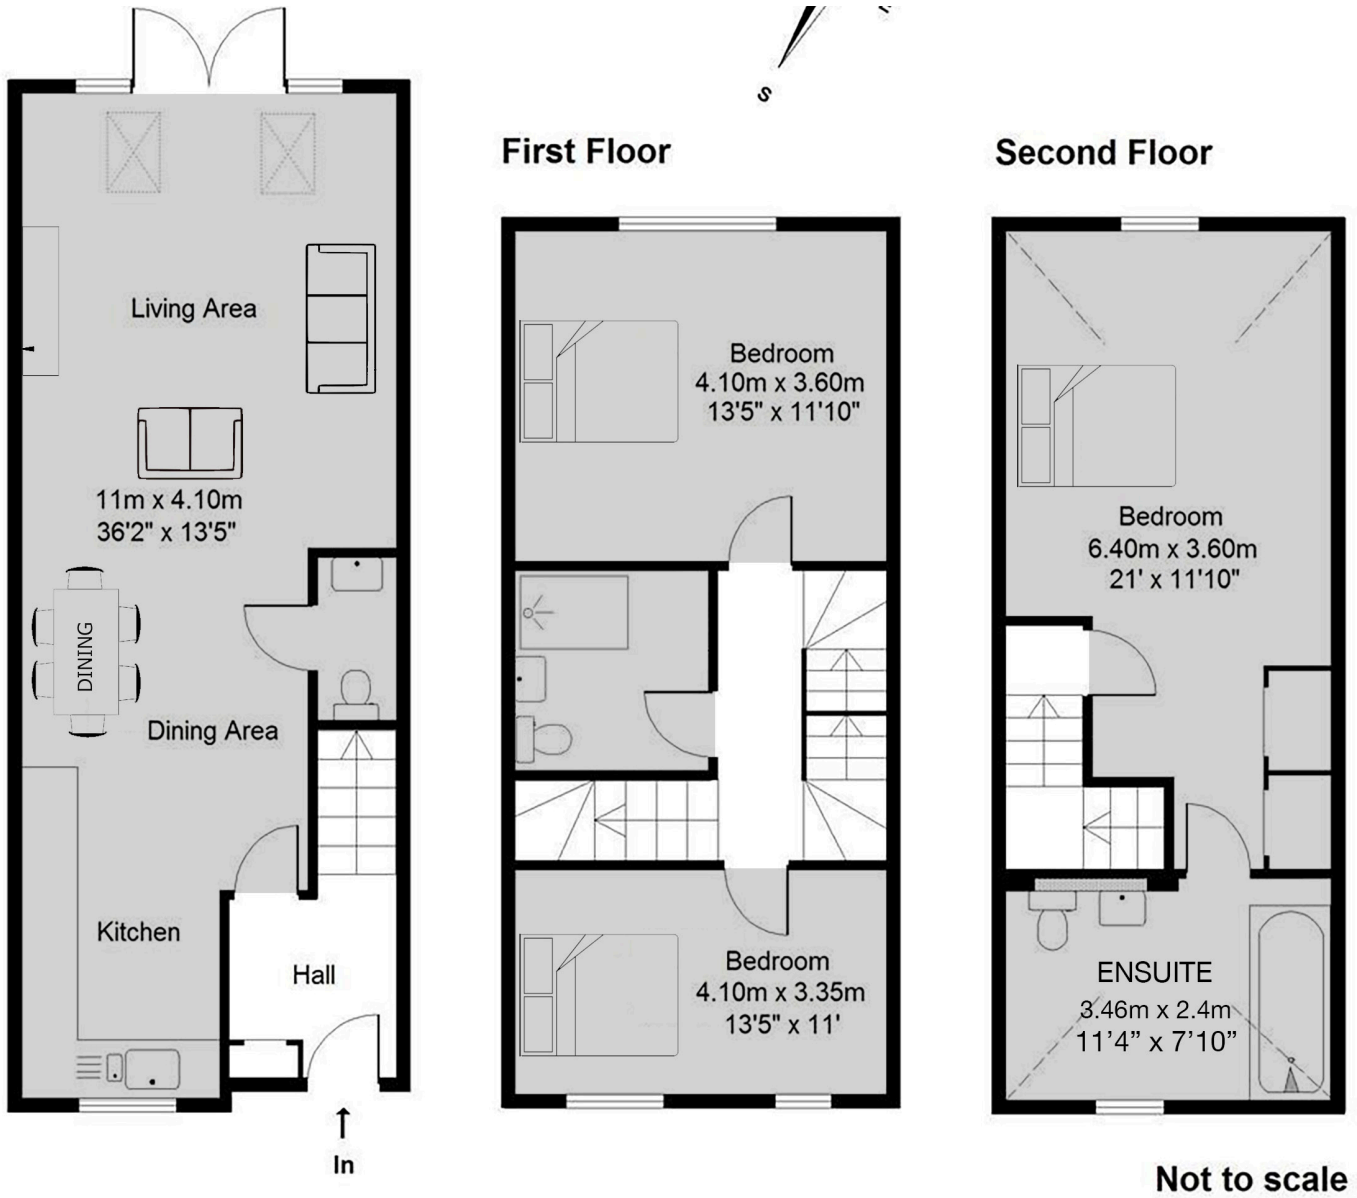 S
First Floor
Second Floor
Living Area
11m x 4.10m
36'2" x 13'5"
DINING
Dining Area
Kitchen
Hall
In
Bedroom
4.10m x 3.60m
13'5" x 11'10"
Bedroom
4.10m x 3.35m
13'5" x 11'
Bedroom
6.40m x 3.60m
21' x 11'10"
ENSUITE
3.46m x 2.4m
11'4” x 7’10”
Not to scale